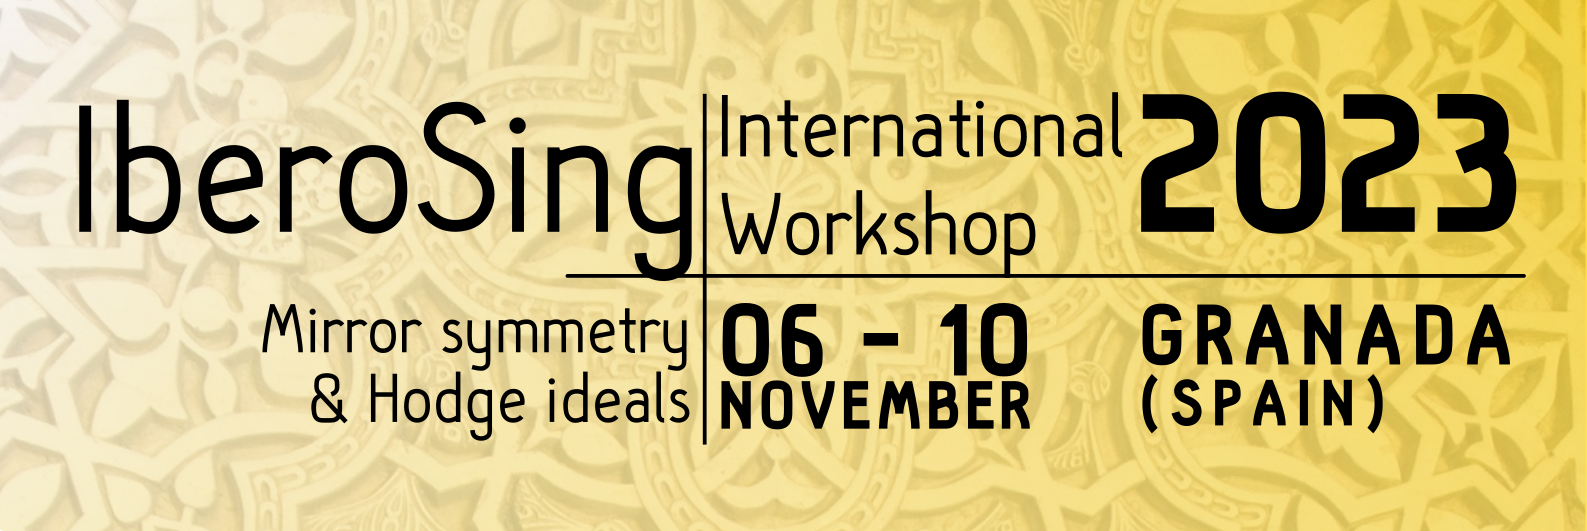 IberoSing
International
Workshop
2023
Mirror symmetry
& Hodge ideals
06 - 10
NOVEMBER
GRANADA
(SPAIN)